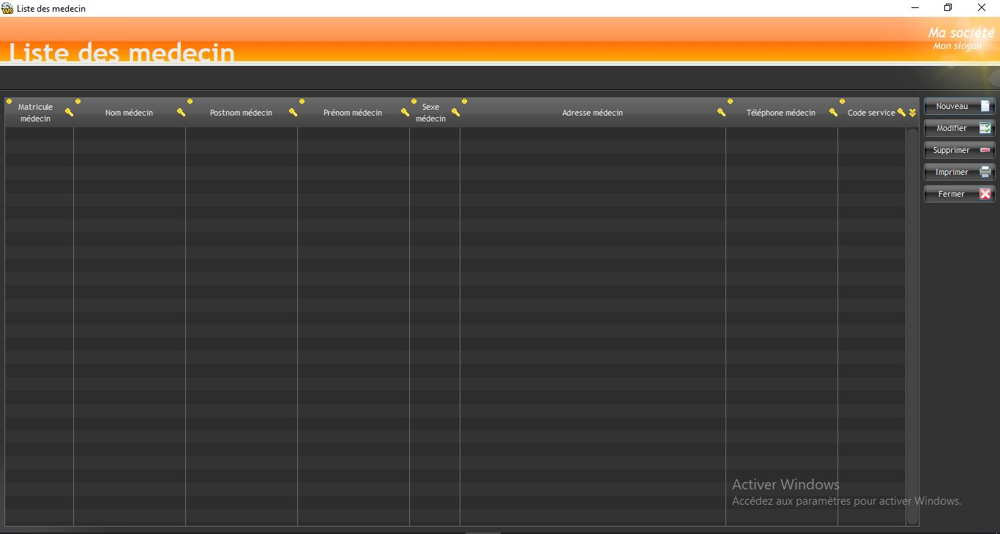 Liste des medecin
Ma société
Mon slogan
Liste des medecin
Matricule
médecin
Nom médecin
Postnom médecin
Prénom médecin
Sexe
médecin
Adresse médecin
Téléphone médecin
Code service
Nouveau
Modifier
Supprimer
Imprimer
Fermer
Activer Windows
Accédez aux paramètres pour activer Windows.